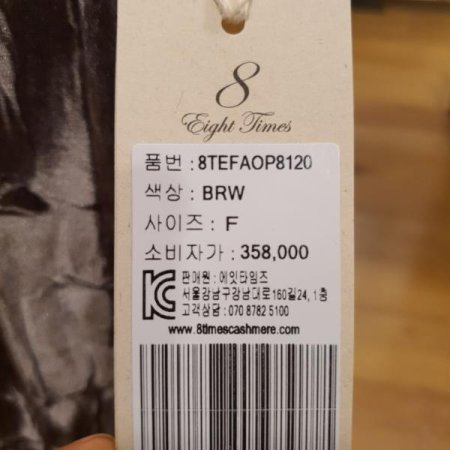 8
Eight Times
품번 : 8TEFAOP8120
색상 : BRW
사이즈 : F
소비자가 : 358,000
판매원 : 에잇타임즈
서울강남구강남대로160길24, 1층
고객상담 : 070 8782 5100
www.8timescashmere.com